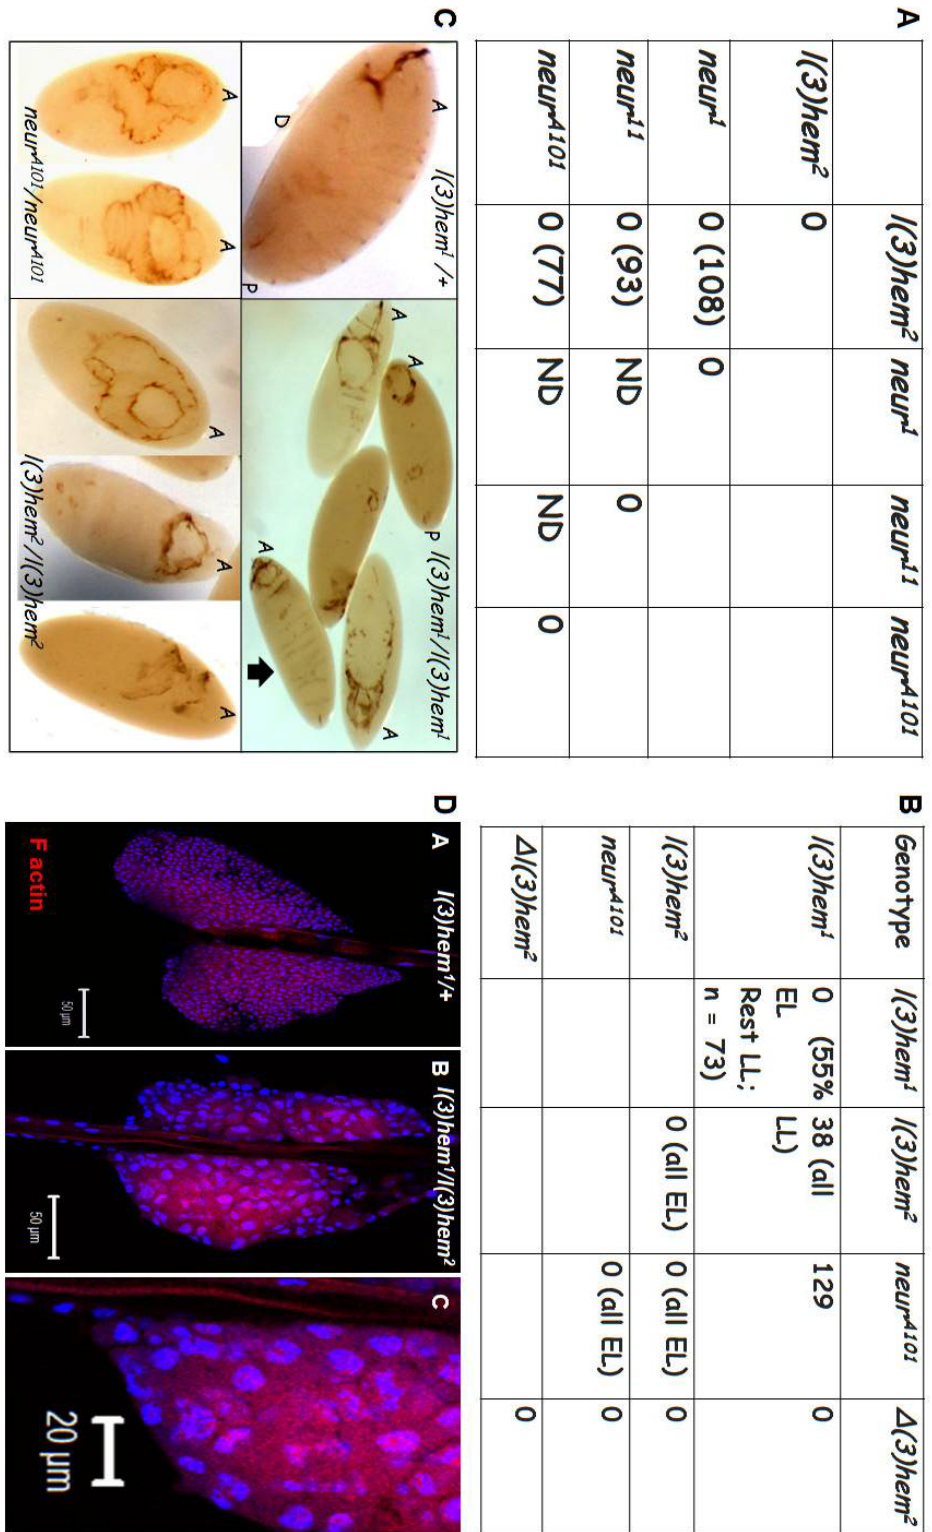 A
l(3)hem² neur¹ neur¹¹ neurᴬ¹⁰¹
l(3)hem² 0
neur¹ 0 (108) 0
neur¹¹ 0 (93) ND 0
neurᴬ¹⁰¹ 0 (77) ND ND 0
B
Genotype l(3)hem¹ l(3)hem² neurᴬ¹⁰¹ Δ(3)hem²
l(3)hem¹ 0 (55% 38 (all 129 0
EL LL)
Rest LL;
n = 73)
l(3)hem² 0 (all EL) 0 (all EL) 0
neurᴬ¹⁰¹ 0 (all EL) 0
Δl(3)hem² 0
C
l(3)hem¹/+
A
D
P
l(3)hem¹/l(3)hem¹
A
A
P
A
A
neurᴬ¹⁰¹/neurᴬ¹⁰¹
A
A
l(3)hem²/l(3)hem²
A
A
A
D
A l(3)hem¹/+
F actin
50 µm
B l(3)hem¹/l(3)hem²
50 µm
C
20 µm